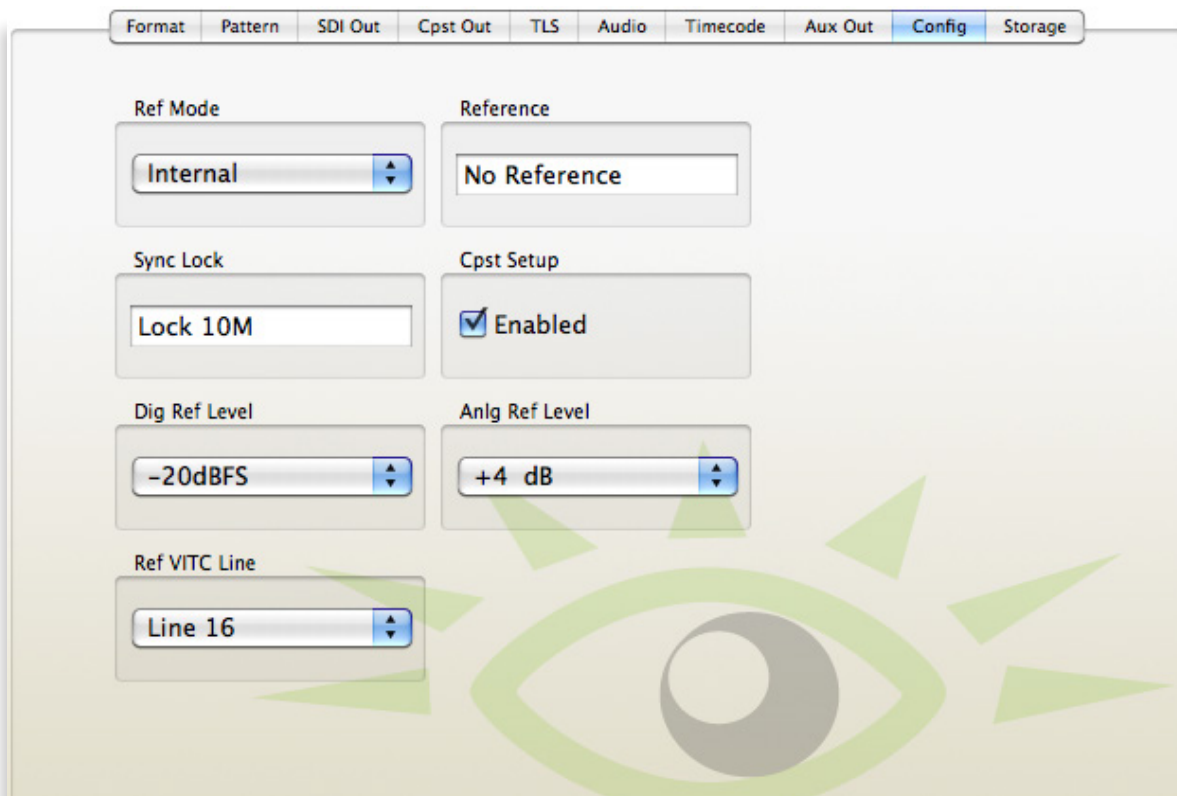 Format Pattern SDI Out Cpst Out TLS Audio Timecode Aux Out Config Storage
Ref Mode Reference
Internal No Reference
Sync Lock Cpst Setup
Lock 10M Enabled
Dig Ref Level Anlg Ref Level
-20dBFS +4 dB
Ref VITC Line
Line 16